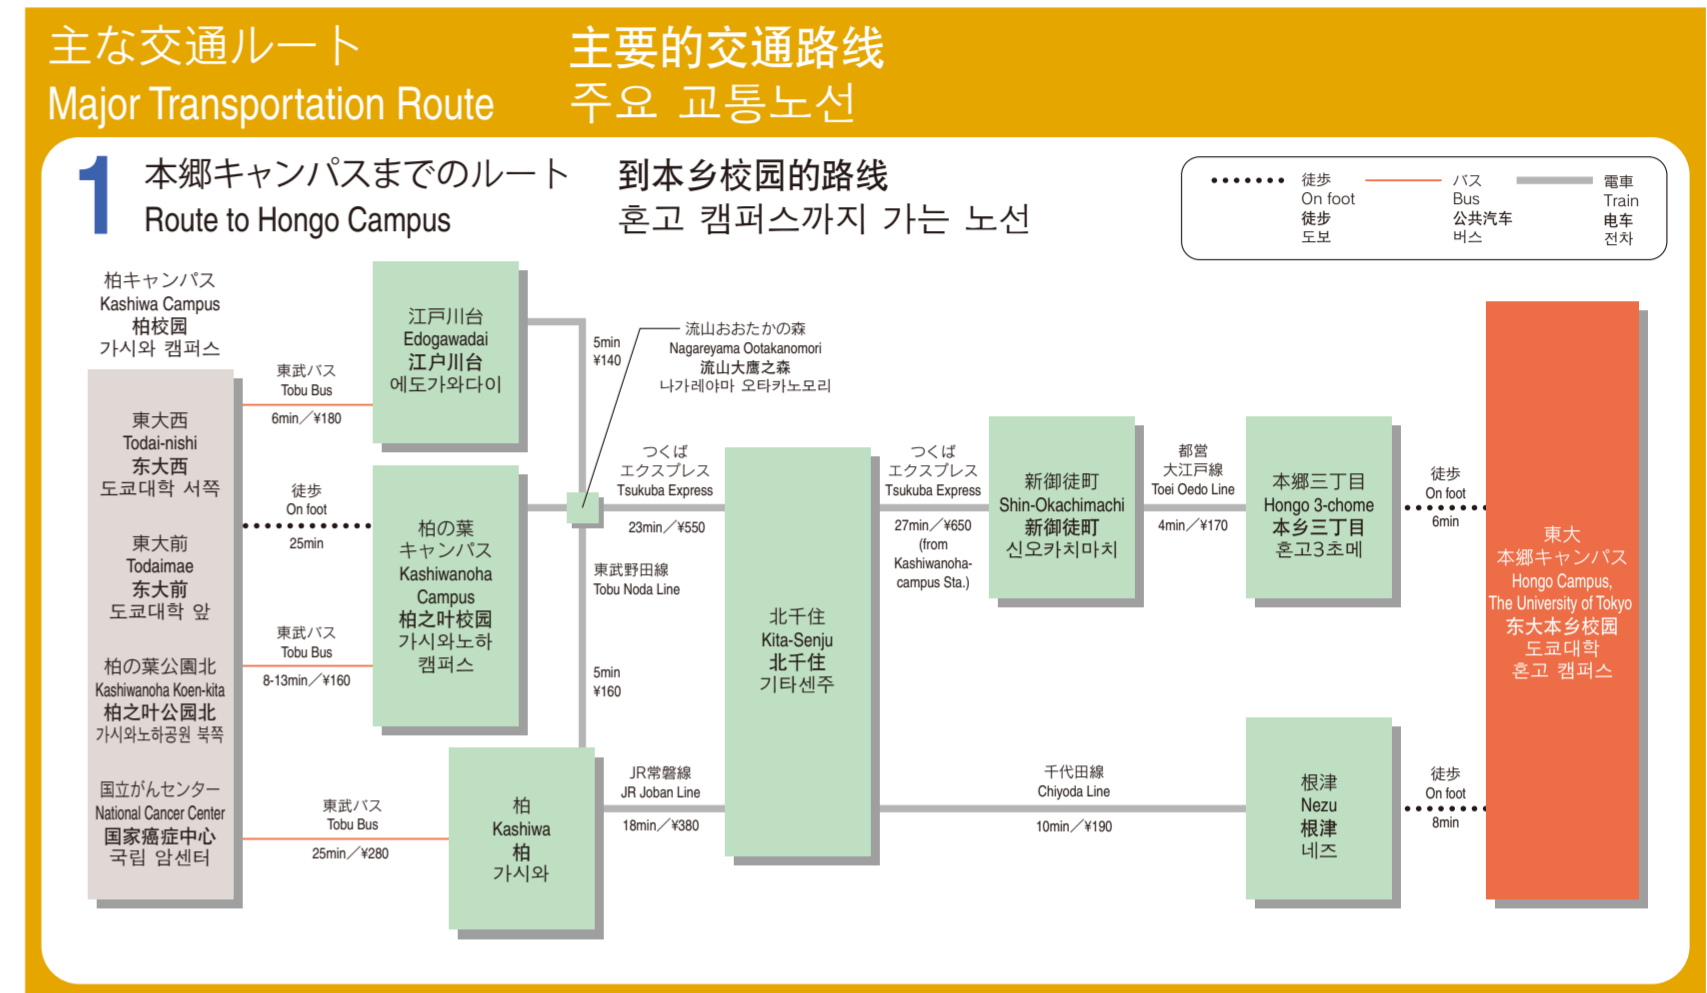 主な交通ルート
Major Transportation Route
主要的交通路线
주요 교통노선
1
本郷キャンパスまでのルート
Route to Hongo Campus
到本乡校园的路线
혼고 캠퍼스까지 가는 노선
徒歩
On foot
徒步
도보
バス
Bus
公共汽车
버스
電車
Train
电车
전차
柏キャンパス
Kashiwa Campus
柏校园
가시와 캠퍼스
東大西
Todai-nishi
东大西
도쿄대학 서쪽
東大前
Todaimae
东大前
도쿄대학 앞
柏の葉公園北
Kashiwanoha Koen-kita
柏之叶公园北
가시와노하공원 북쪽
国立がんセンター
National Cancer Center
国家癌症中心
국립 암센터
東武バス
Tobu Bus
6min／¥180
徒歩
On foot
25min
東武バス
Tobu Bus
8-13min／¥160
東武バス
Tobu Bus
25min／¥280
江戸川台
Edogawadai
江户川台
에도가와다이
柏の葉
キャンパス
Kashiwanoha
Campus
柏之叶校园
가시와노하
캠퍼스
柏
Kashiwa
柏
가시와
5min
¥140
流山おおたかの森
Nagareyama Ootakanomori
流山大鹰之森
나가레야마 오타카노모리
つくば
エクスプレス
Tsukuba Express
23min／¥550
東武野田線
Tobu Noda Line
5min
¥160
JR常磐線
JR Joban Line
18min／¥380
北千住
Kita-Senju
北千住
기타센주
つくば
エクスプレス
Tsukuba Express
27min／¥650
(from
Kashiwanoha-
campus Sta.)
新御徒町
Shin-Okachimachi
新御徒町
신오카치마치
都営
大江戸線
Toei Oedo Line
4min／¥170
本郷三丁目
Hongo 3-chome
本乡三丁目
혼고3초메
徒歩
On foot
6min
千代田線
Chiyoda Line
10min／¥190
根津
Nezu
根津
네즈
徒歩
On foot
8min
東大
本郷キャンパス
Hongo Campus,
The University of Tokyo
东大本乡校园
도쿄대학
혼고 캠퍼스